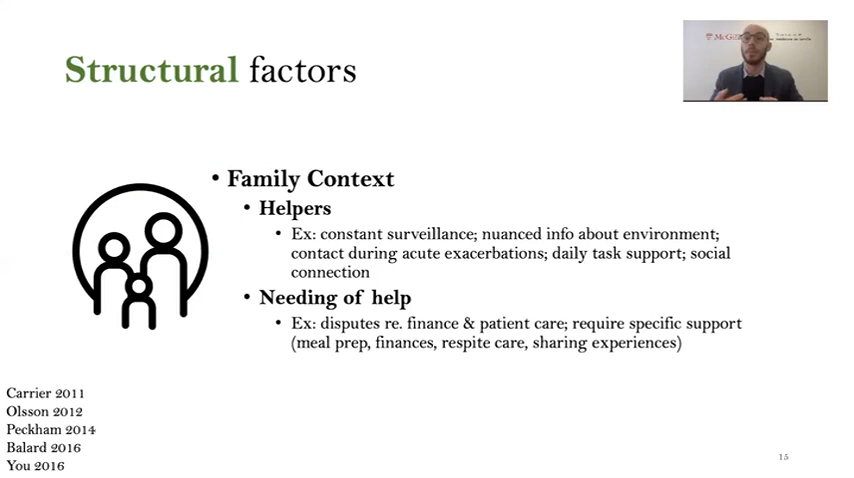 Structural factors
McGill
• Family Context
• Helpers
• Ex: constant surveillance; nuanced info about environment;
contact during acute exacerbations; daily task support; social
connection
• Needing of help
• Ex: disputes re. finance & patient care; require specific support
(meal prep, finances, respite care, sharing experiences)
Carrier 2011
Olsson 2012
Peckham 2014
Balard 2016
You 2016
15